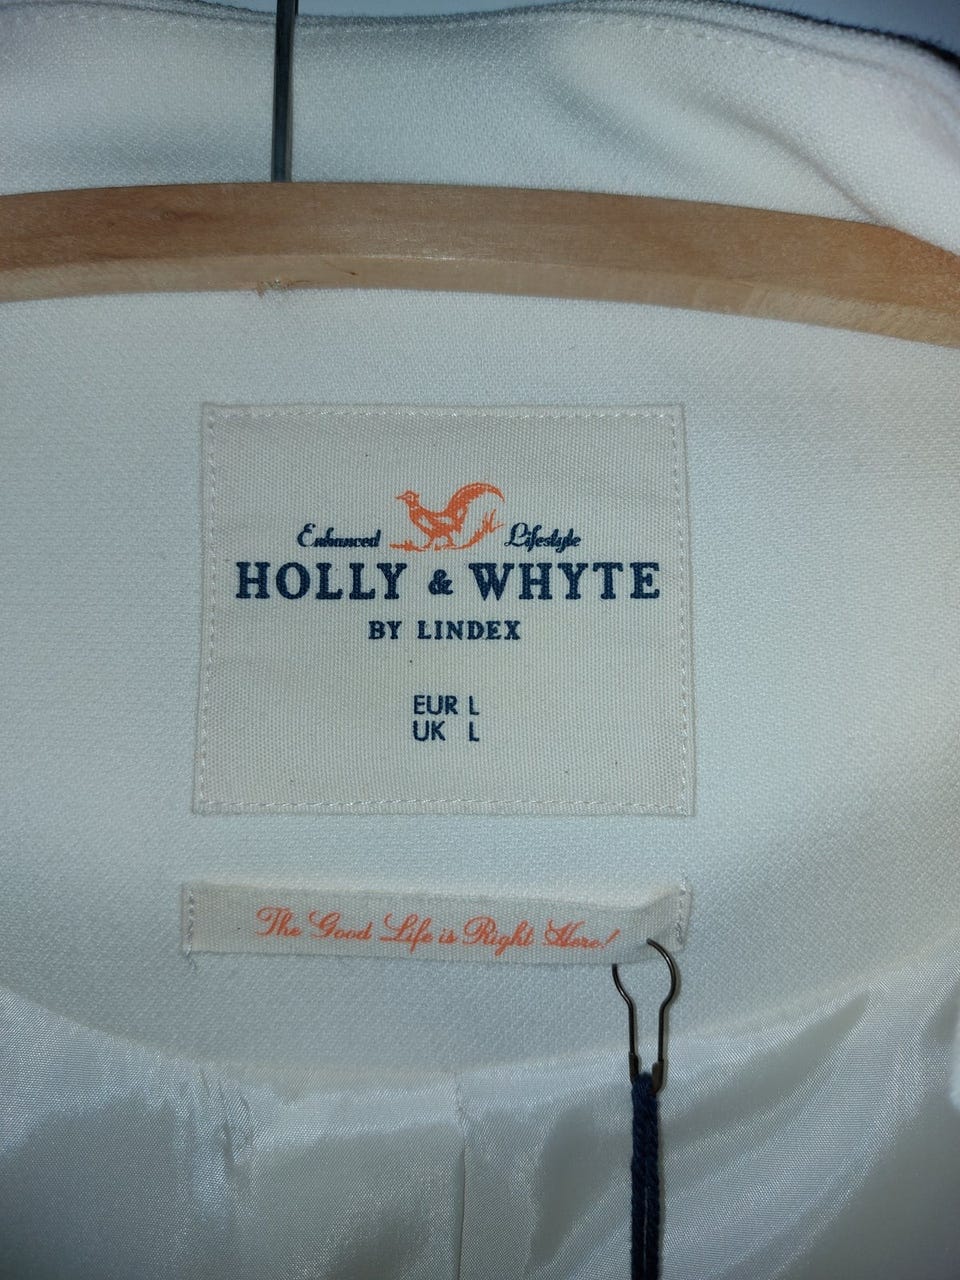 Enhanced Lifestyle
HOLLY & WHYTE
BY LINDEX
EUR L
UK L
The Good Life is Right Here!